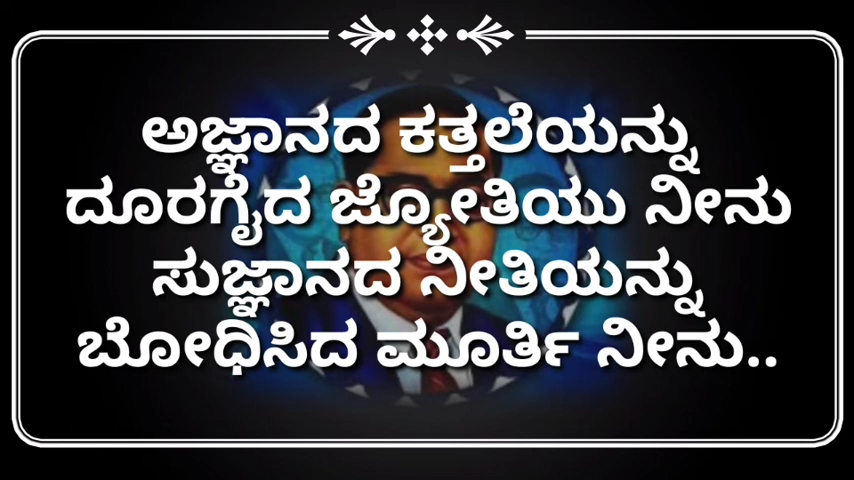 ಅಜ್ಞಾನದ ಕತ್ತಲೆಯನ್ನು
ದೂರಗೈದ ಜ್ಯೋತಿಯು ನೀನು
ಸುಜ್ಞಾನದ ನೀತಿಯನ್ನು
ಬೋಧಿಸಿದ ಮೂರ್ತಿ ನೀನು..